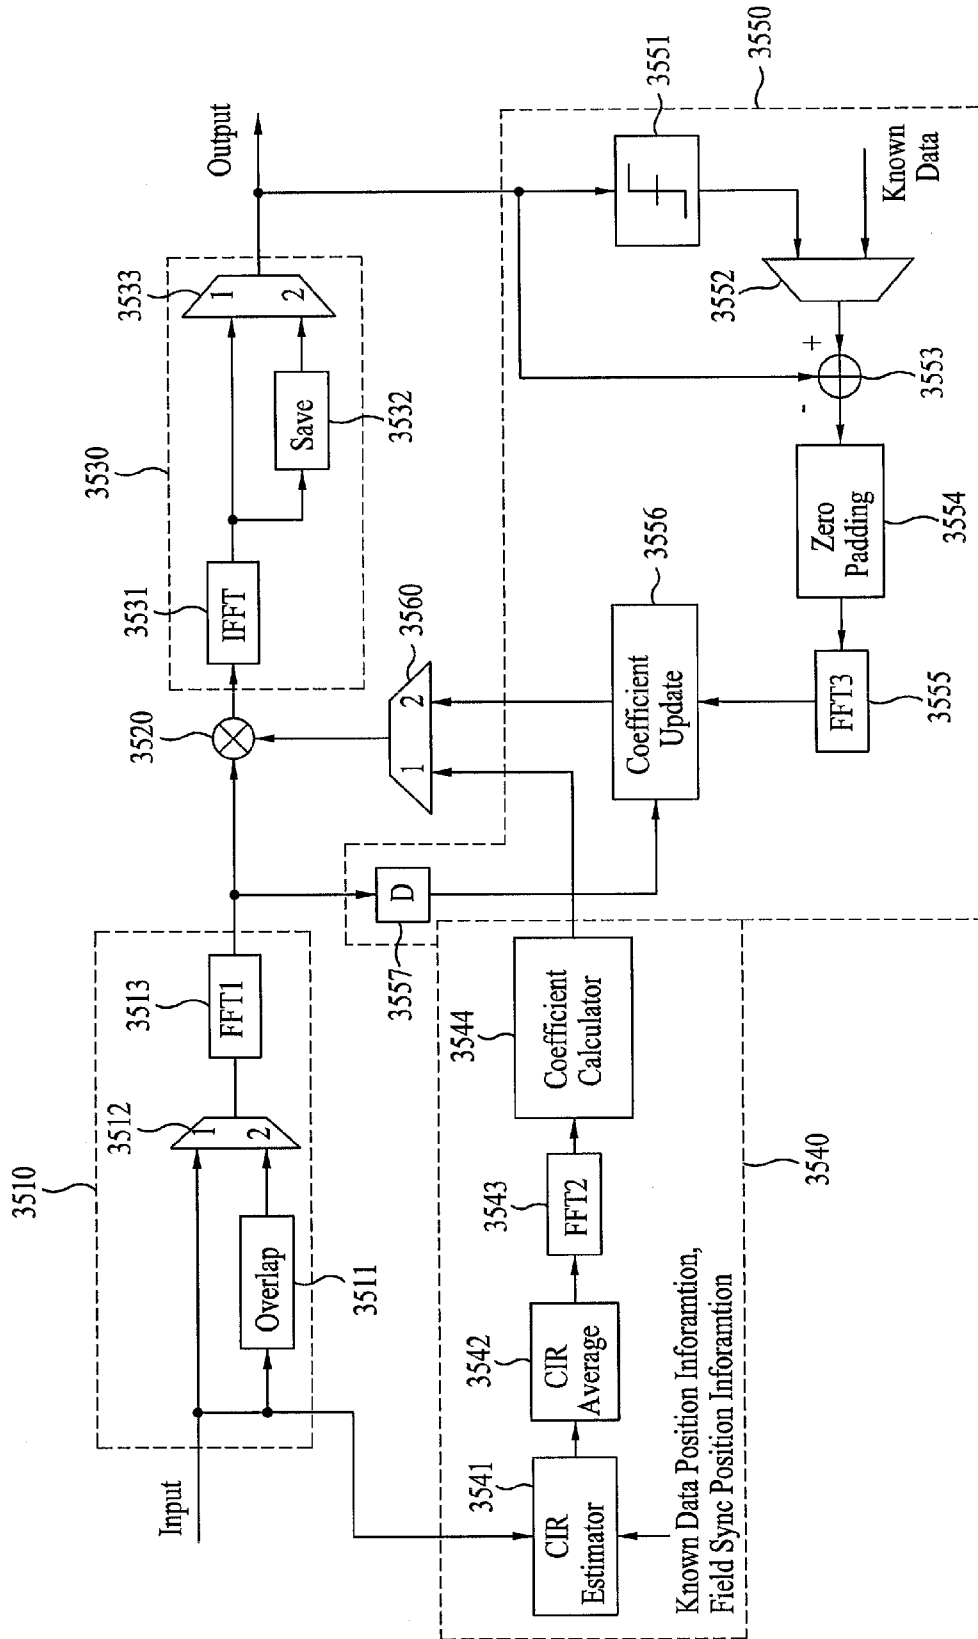 Input
3510
Overlap
3511
1
2
3512
FFT1
3513
3520
3530
IFFT
3531
Save
3532
1
2
3533
Output
D
3557
1
2
3560
CIR
Estimator
3541
CIR
Average
3542
FFT2
3543
Coefficient
Calculator
3544
Known Data Position Inforamtion,
Field Sync Position Inforamtion
3540
Coefficient
Update
3556
FFT3
3555
Zero
Padding
3554
+
-
3553
3552
3551
Known
Data
3550